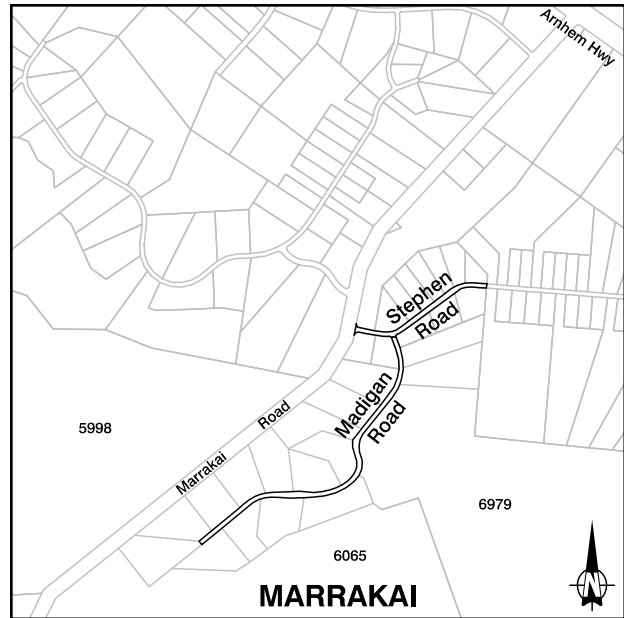 Arnhem Hwy
Stephen
Road
Madigan
Road
5998
Marrakai Road
6979
6065
MARRAKAI
N